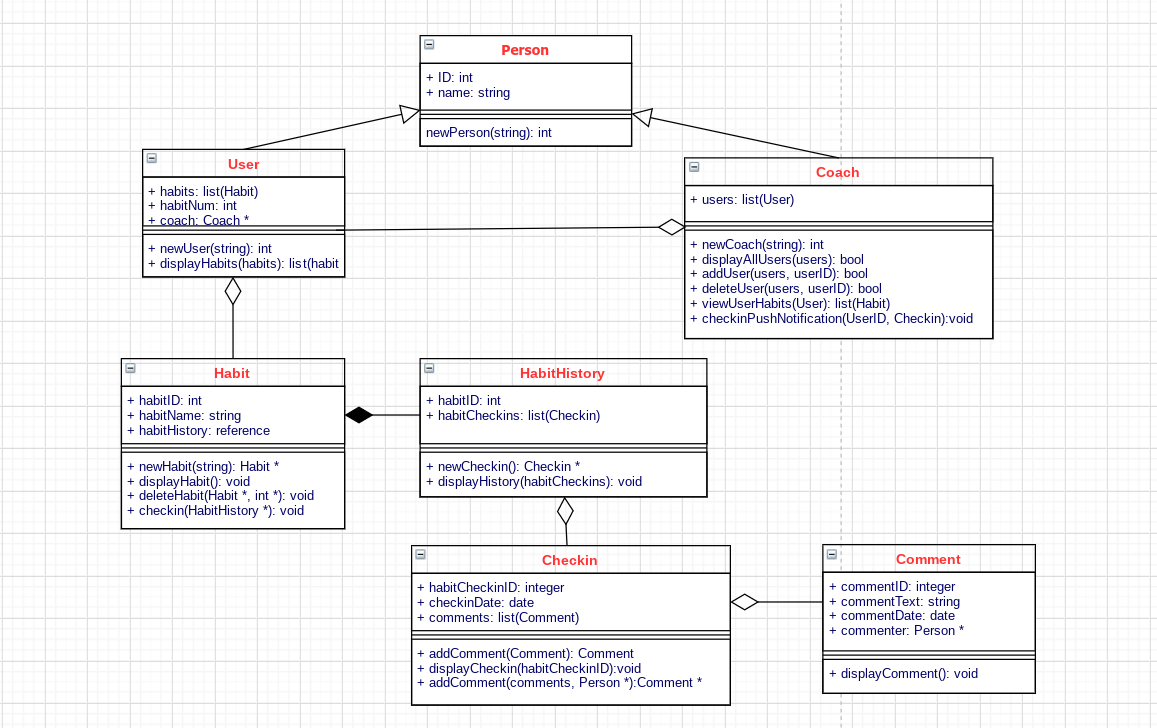 Person
+ ID: int
+ name: string
newPerson(string): int
User
+ habits: list(Habit)
+ habitNum: int
+ coach: Coach *
+ newUser(string): int
+ displayHabits(habits): list(habit
Coach
+ users: list(User)
+ newCoach(string): int
+ displayAllUsers(users): bool
+ addUser(users, userID): bool
+ deleteUser(users, userID): bool
+ viewUserHabits(User): list(Habit)
+ checkinPushNotification(UserID, Checkin):void
Habit
+ habitID: int
+ habitName: string
+ habitHistory: reference
+ newHabit(string): Habit *
+ displayHabit(): void
+ deleteHabit(Habit *, int *): void
+ checkin(HabitHistory *): void
HabitHistory
+ habitID: int
+ habitCheckins: list(Checkin)
+ newCheckin(): Checkin *
+ displayHistory(habitCheckins): void
Checkin
+ habitCheckinID: integer
+ checkinDate: date
+ comments: list(Comment)
+ addComment(Comment): Comment
+ displayCheckin(habitCheckinID):void
+ addComment(comments, Person *):Comment *
Comment
+ commentID: integer
+ commentText: string
+ commentDate: date
+ commenter: Person *
+ displayComment(): void